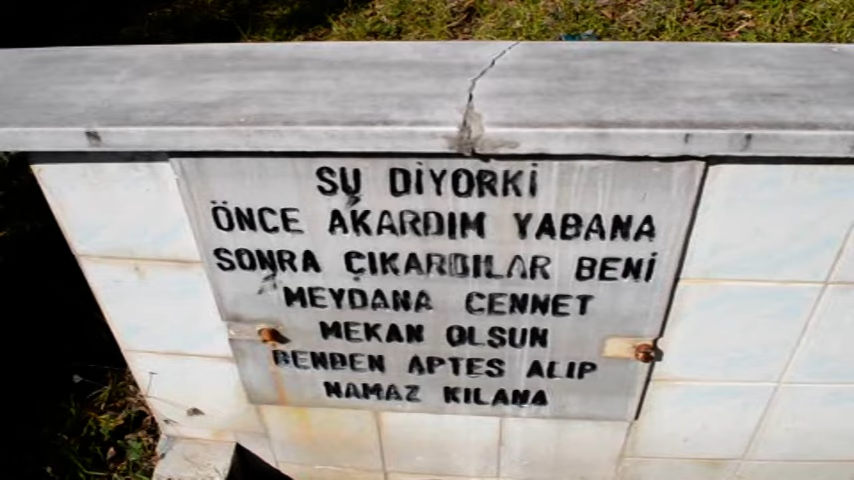 SU DİYORKİ
ÖNCE AKARDIM YABANA
SONRA ÇIKARDILAR BENİ
MEYDANA CENNET
MEKAN OLSUN
BENDEN APTES ALIP
NAMAZ KILANA